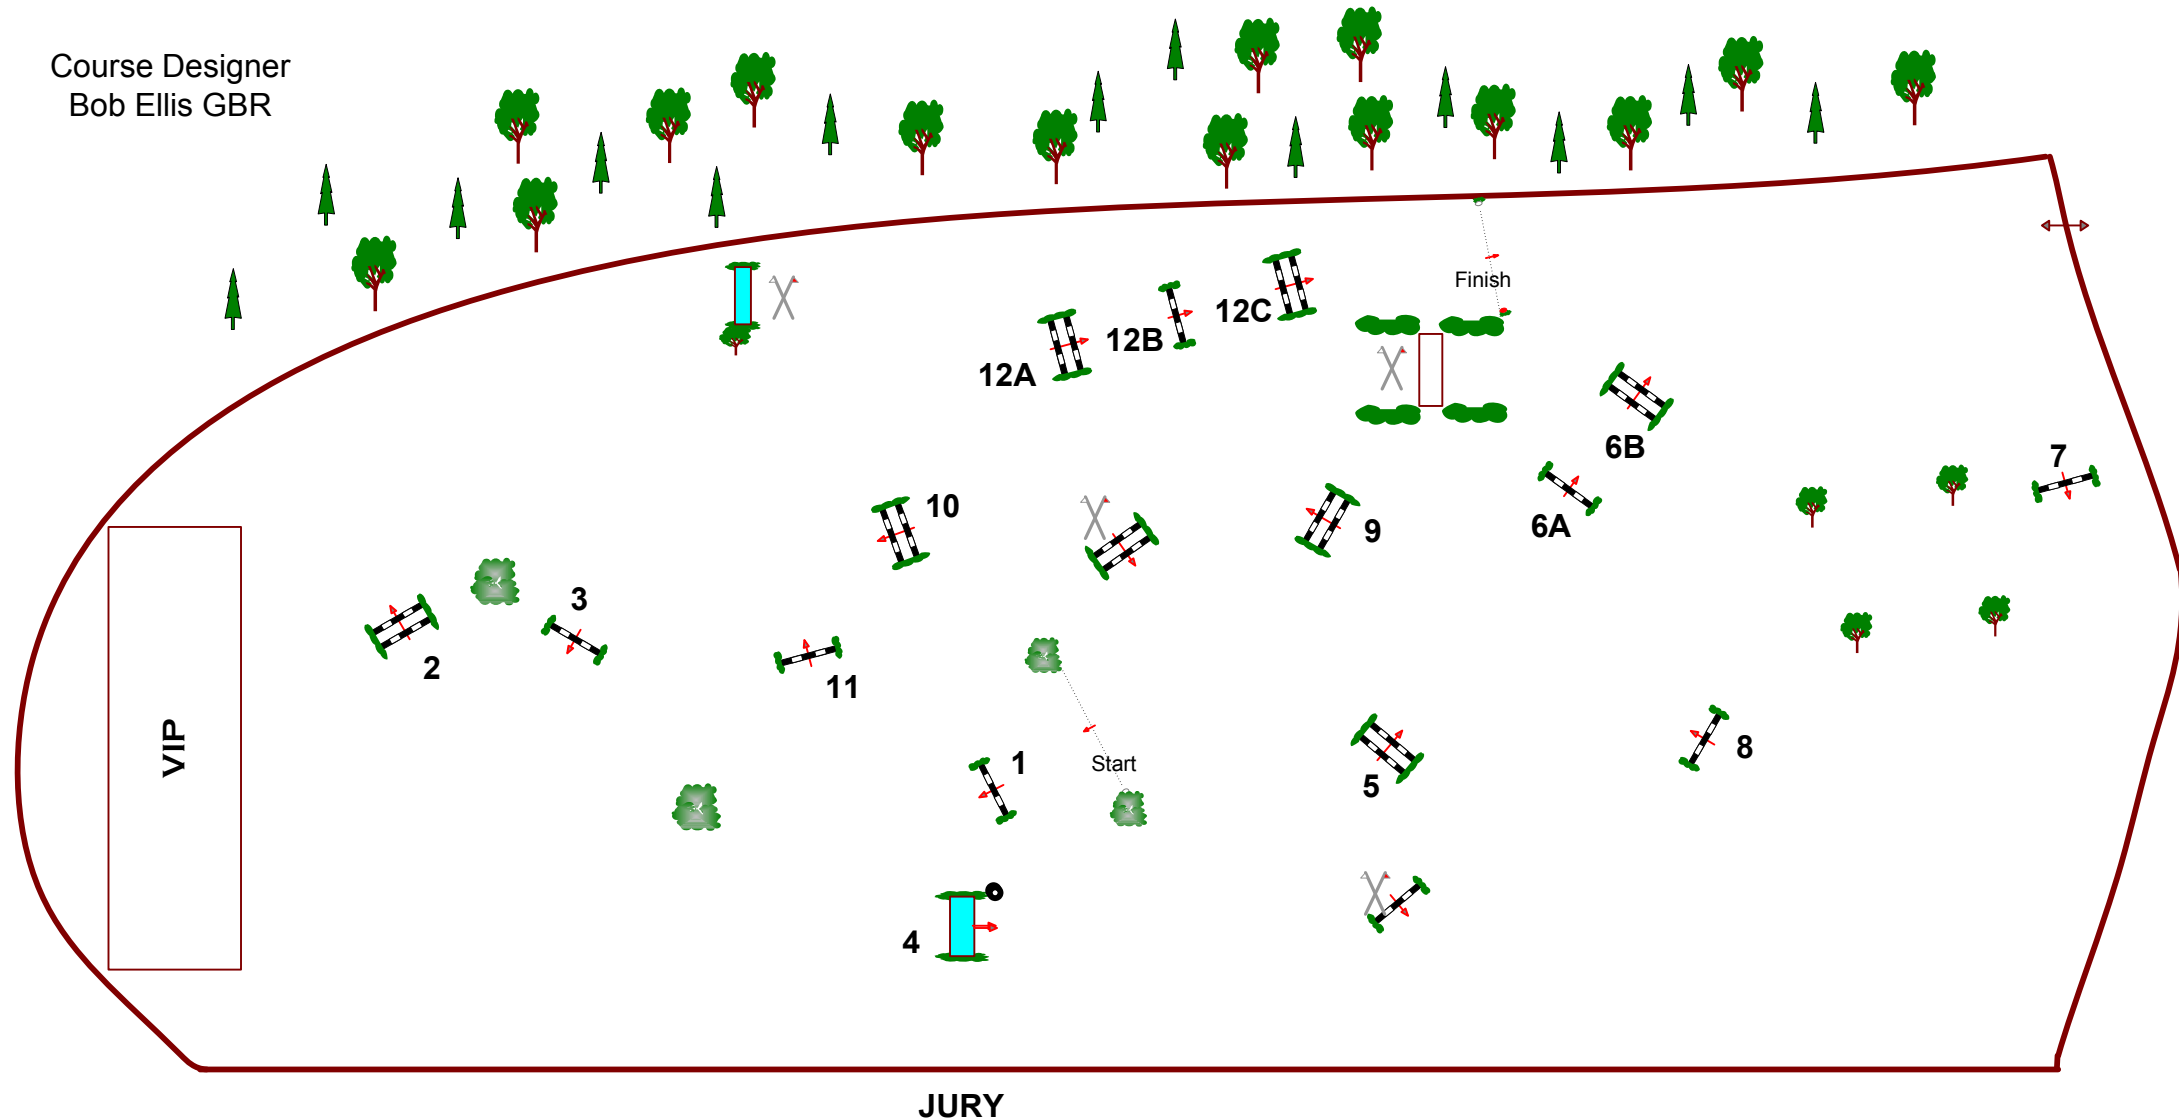 Course Designer
Bob Ellis GBR
Finish
12C
12B
12A
6B
7
10
9
6A
3
2
11
VIP
Start
1
8
5
4
JURY